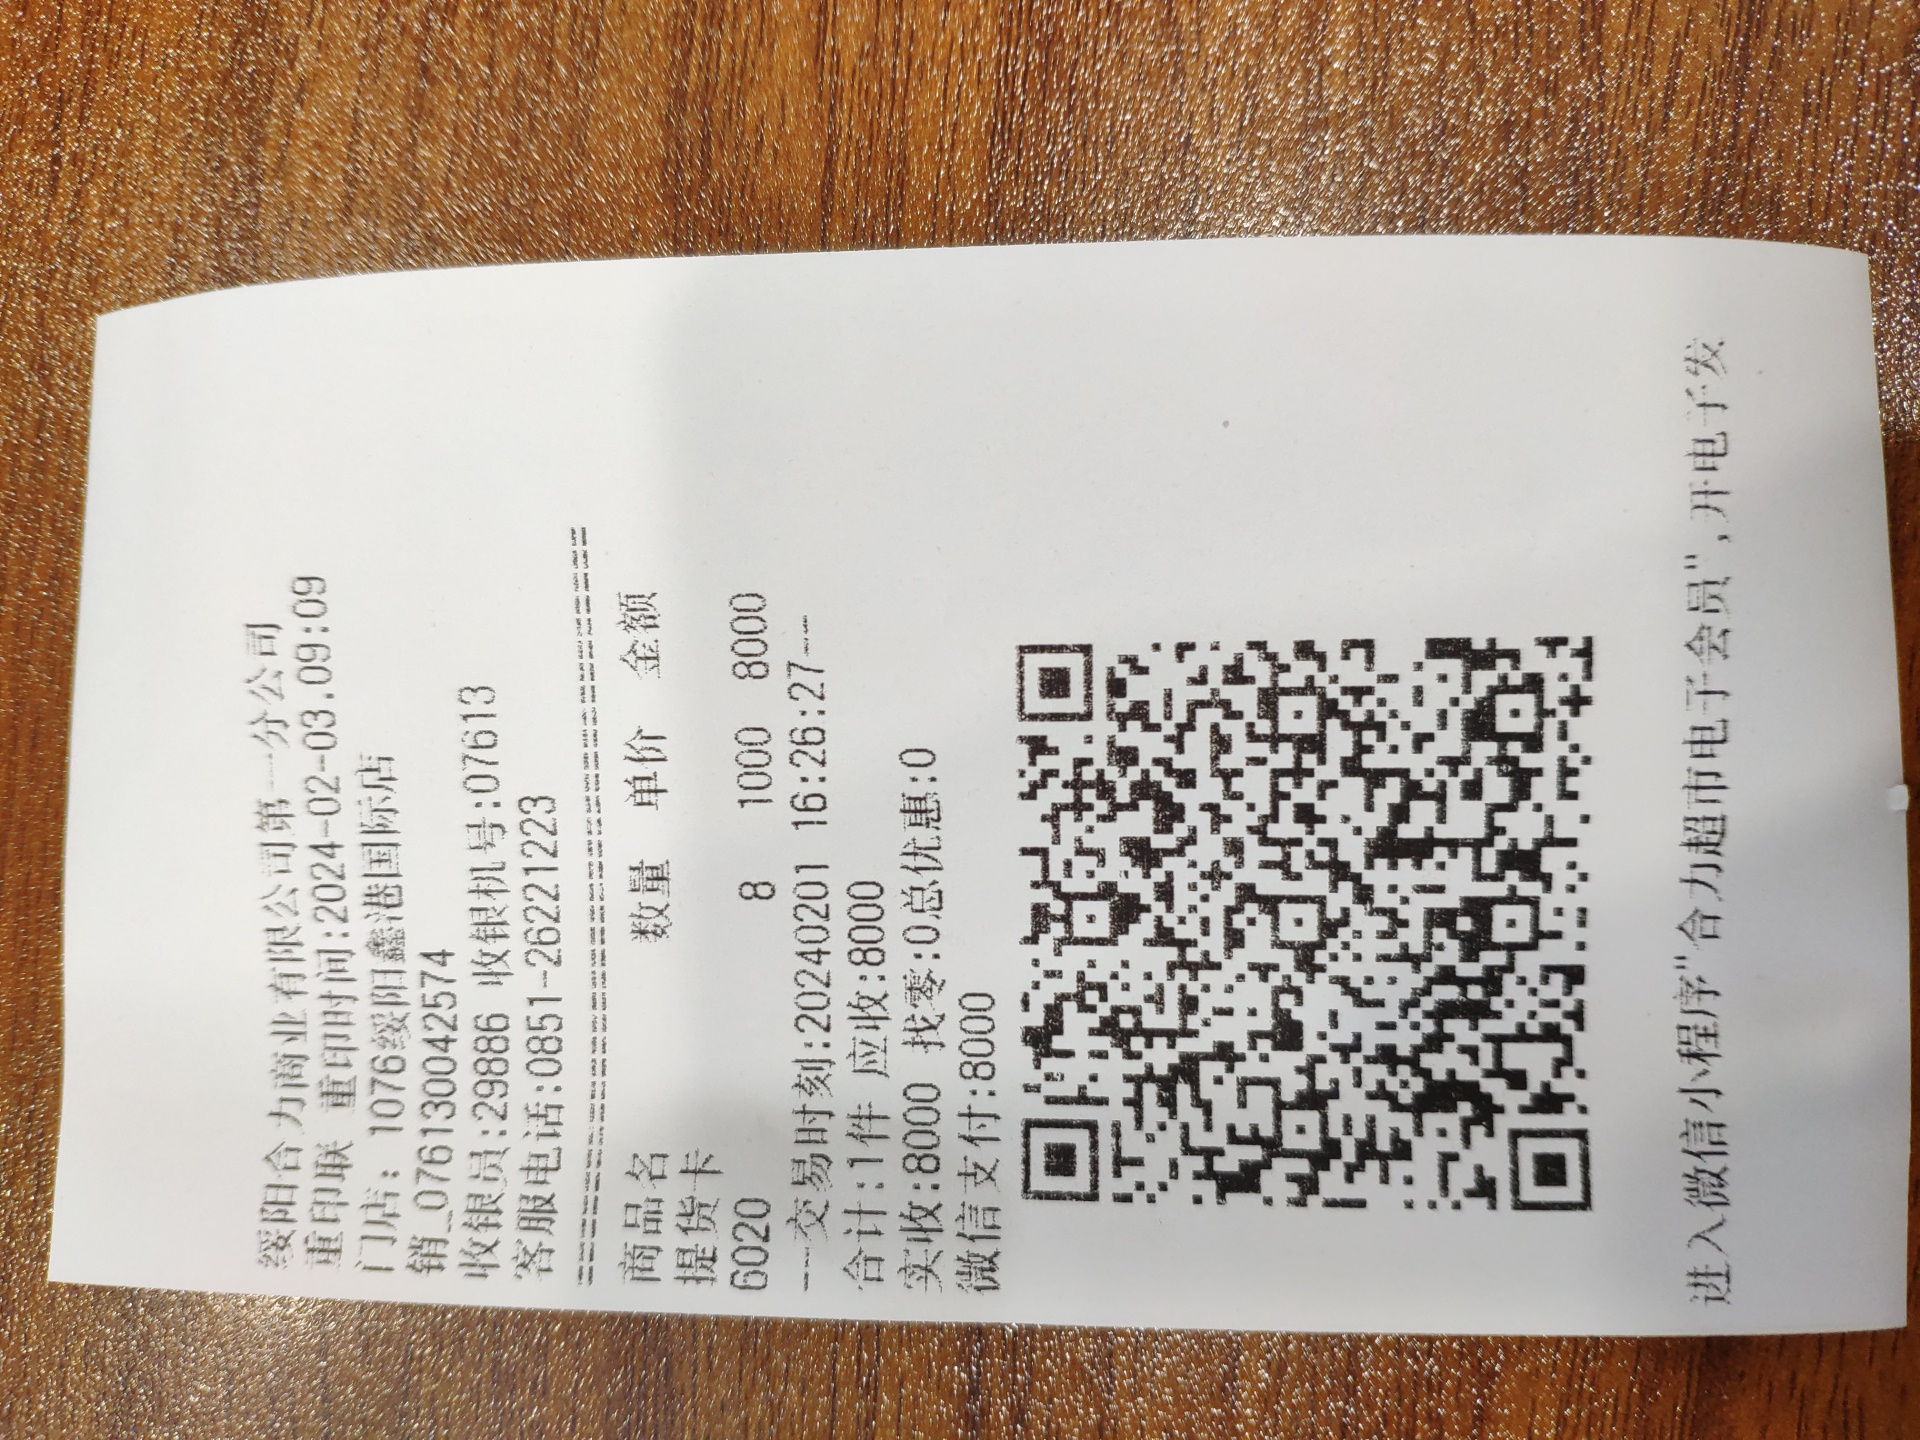 绥阳合力商业有限公司第一分公司
重印联 重印时间:2024-02-03.09:09
门店: 1076绥阳鑫港国际店
销_076130042574
收银员:29886 收银机号:07613
客服电话:0851-26221223
商品名 数量 单价 金额
提货卡
6020 8 1000 8000
---交易时刻:20240201 16:26:27---
合计:1件 应收:8000
实收:8000 找零:0总优惠:0
微信支付:8000
进入微信小程序"合力超市电子会员",开电子发